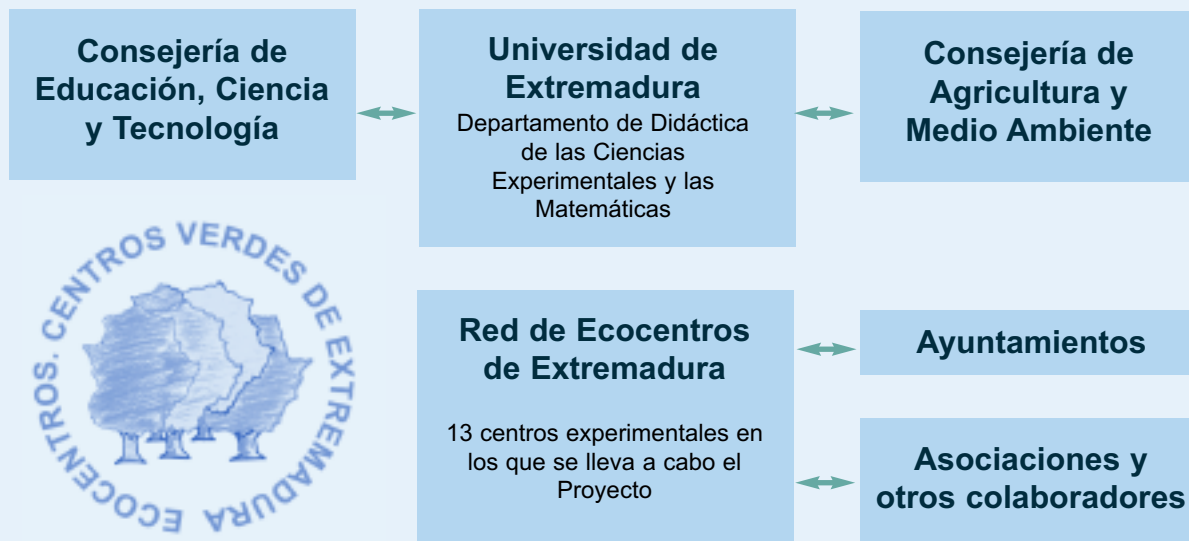 Consejería de
Educación, Ciencia
y Tecnología
Universidad de
Extremadura
Departamento de Didáctica
de las Ciencias
Experimentales y las
Matemáticas
Consejería de
Agricultura y
Medio Ambiente
ECOCENTROS. CENTROS VERDES DE EXTREMADURA
Red de Ecocentros
de Extremadura
13 centros experimentales en
los que se lleva a cabo el
Proyecto
Ayuntamientos
Asociaciones y
otros colaboradores